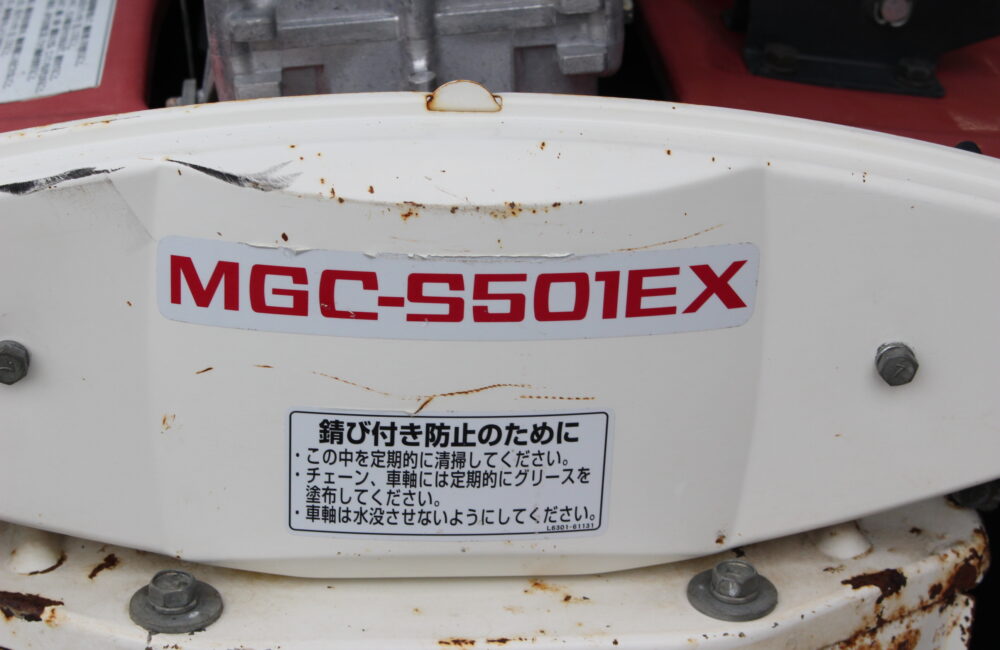 MGC-S501EX
錆び付き防止のために
・この中を定期的に清掃してください。
・チェーン、車軸には定期的にグリースを
塗布してください。
・車軸は水没させないようにしてください。
L6301-61131